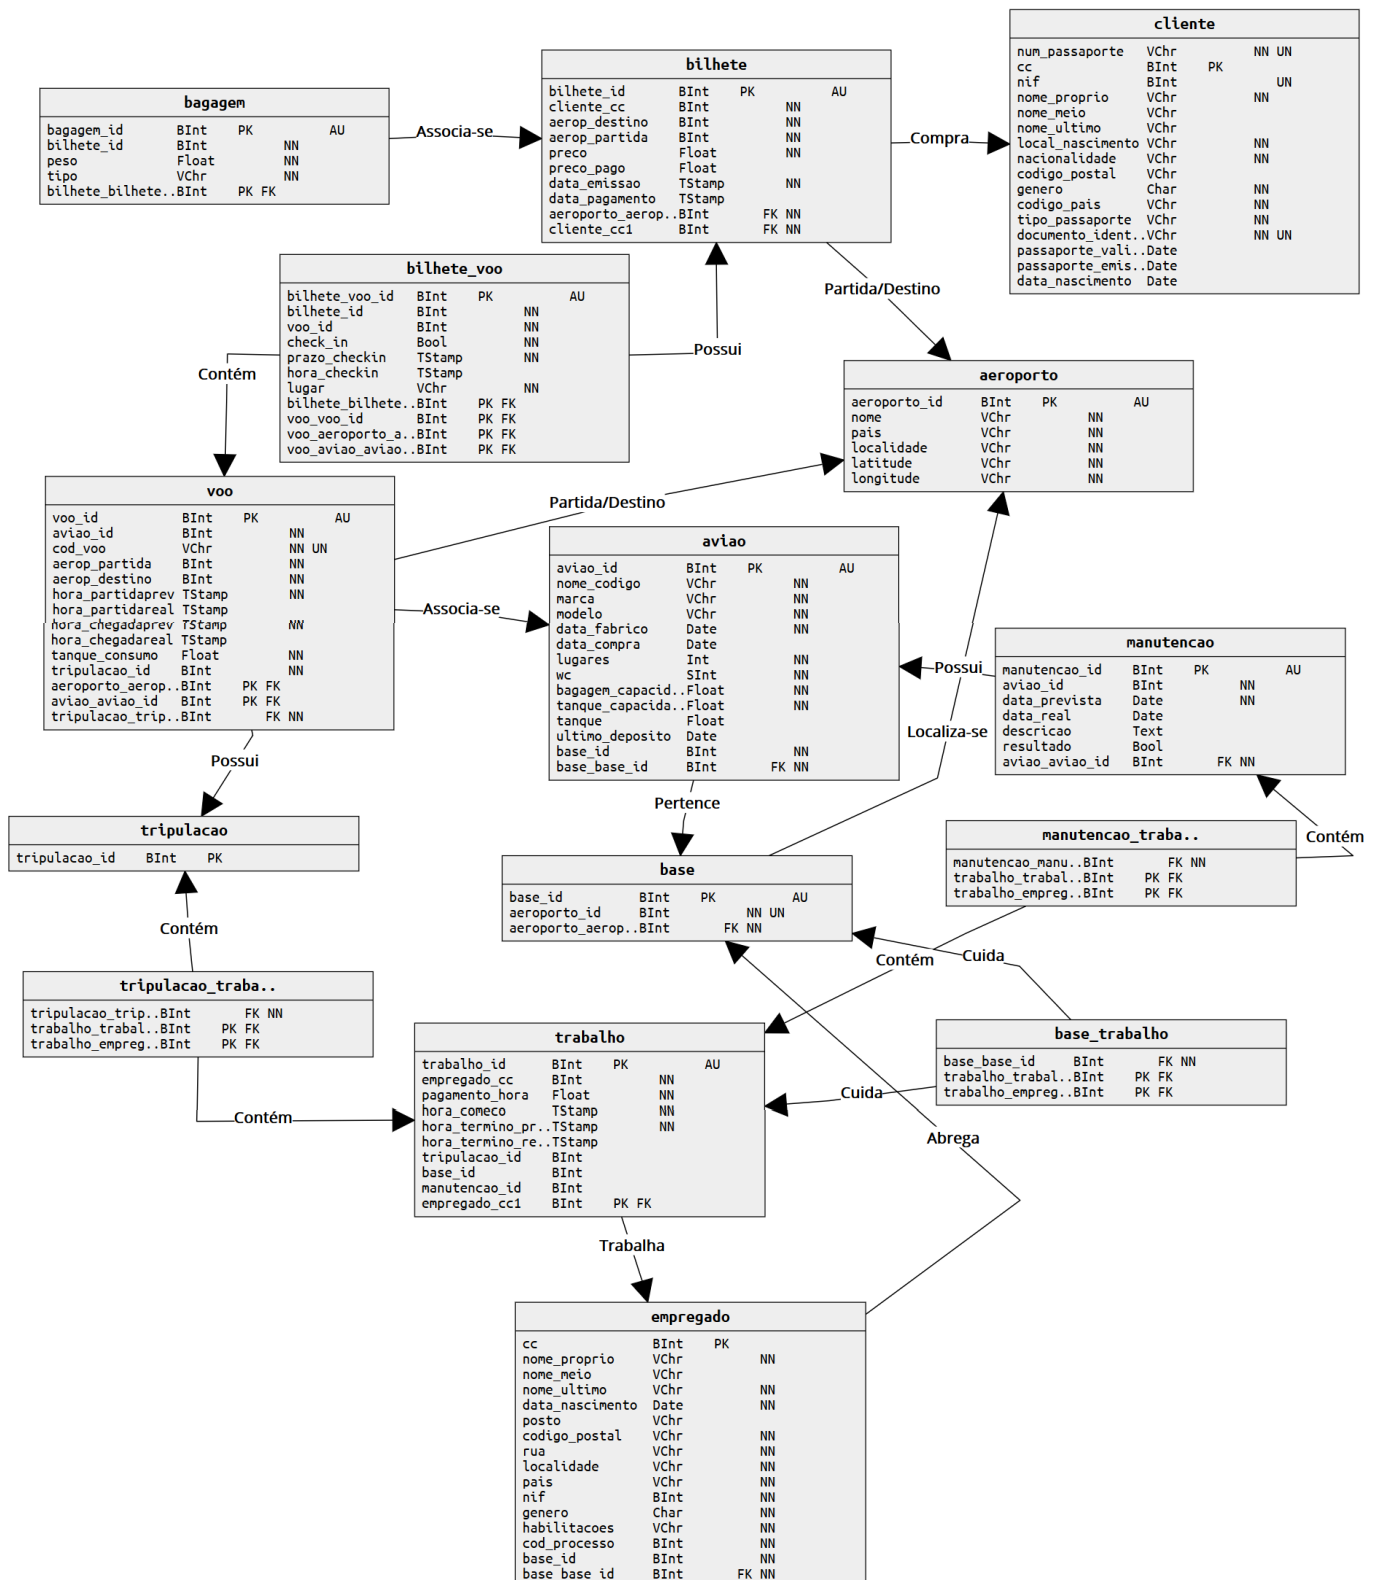 cliente
num_passaporte VChr NN UN
cc BInt PK
nif BInt UN
nome_proprio VChr NN
nome_meio VChr
nome_ultimo VChr
local_nascimento VChr NN
nacionalidade VChr NN
codigo_postal VChr
genero Char NN
codigo_pais VChr NN
tipo_passaporte VChr NN
documento_ident..VChr NN UN
passaporte_vali..Date
passaporte_emis..Date
data_nascimento Date
bilhete
bilhete_id BInt PK AU
cliente_cc BInt NN
aerop_destino BInt NN
aerop_partida BInt NN
preco Float NN
preco_pago Float
data_emissao TStamp NN
data_pagamento TStamp
aeroporto_aerop..BInt FK NN
cliente_cc1 BInt FK NN
bagagem
bagagem_id BInt PK AU
bilhete_id BInt NN
peso Float NN
tipo VChr NN
bilhete_bilhete..BInt PK FK
Associa-se
Compra
bilhete_voo
bilhete_voo_id BInt PK AU
bilhete_id BInt NN
voo_id BInt NN
check_in Bool NN
prazo_checkin TStamp NN
hora_checkin TStamp
lugar VChr NN
bilhete_bilhete..BInt PK FK
voo_voo_id BInt PK FK
voo_aeroporto_a..BInt PK FK
voo_aviao_aviao..BInt PK FK
Partida/Destino
Possui
Contém
aeroporto
aeroporto_id BInt PK AU
nome VChr NN
pais VChr NN
localidade VChr NN
latitude VChr NN
longitude VChr NN
voo
voo_id BInt PK AU
aviao_id BInt NN
cod_voo VChr NN UN
aerop_partida BInt NN
aerop_destino BInt NN
hora_partidaprev TStamp NN
hora_partidareal TStamp
hora_chegadaprev TStamp NN
hora_chegadareal TStamp
tanque_consumo Float NN
tripulacao_id BInt NN
aeroporto_aerop..BInt PK FK
aviao_aviao_id BInt PK FK
tripulacao_trip..BInt FK NN
Partida/Destino
Associa-se
aviao
aviao_id BInt PK AU
nome_codigo VChr NN
marca VChr NN
modelo VChr NN
data_fabrico Date NN
data_compra Date
lugares Int NN
wc SInt NN
bagagem_capacid..Float NN
tanque_capacida..Float NN
tanque Float
ultimo_deposito Date
base_id BInt NN
base_base_id BInt FK NN
manutencao
manutencao_id BInt PK AU
aviao_id BInt NN
data_prevista Date NN
data_real Date
descricao Text
resultado Bool
aviao_aviao_id BInt FK NN
Possui
Localiza-se
Possui
Pertence
tripulacao
tripulacao_id BInt PK
manutencao_traba..
manutencao_manu..BInt FK NN
trabalho_trabal..BInt PK FK
trabalho_empreg..BInt PK FK
Contém
base
base_id BInt PK AU
aeroporto_id BInt NN UN
aeroporto_aerop..BInt FK NN
Contém
Contém
Cuida
tripulacao_traba..
tripulacao_trip..BInt FK NN
trabalho_trabal..BInt PK FK
trabalho_empreg..BInt PK FK
base_trabalho
base_base_id BInt FK NN
trabalho_trabal..BInt PK FK
trabalho_empreg..BInt PK FK
trabalho
trabalho_id BInt PK AU
empregado_cc BInt NN
pagamento_hora Float NN
hora_comeco TStamp NN
hora_termino_pr..TStamp NN
hora_termino_re..TStamp
tripulacao_id BInt
base_id BInt
manutencao_id BInt
empregado_cc1 BInt PK FK
Cuida
Contém
Abrega
Trabalha
empregado
cc BInt PK
nome_proprio VChr NN
nome_meio VChr
nome_ultimo VChr NN
data_nascimento Date NN
posto VChr
codigo_postal VChr NN
rua VChr NN
localidade VChr NN
pais VChr NN
nif BInt NN
genero Char NN
habilitacoes VChr NN
cod_processo BInt NN
base_id BInt NN
base_base_id BInt FK NN